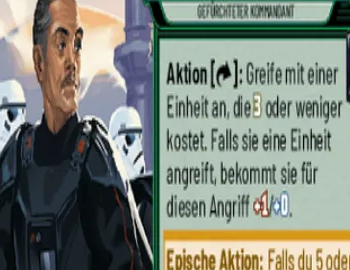 GEFÜRCHTETER KOMMANDANT
Aktion [↷]: Greife mit einer
Einheit an, die 3 oder weniger
kostet. Falls sie eine Einheit
angreift, bekommt sie für
diesen Angriff +1/+0.
Epische Aktion: Falls du 5 oder